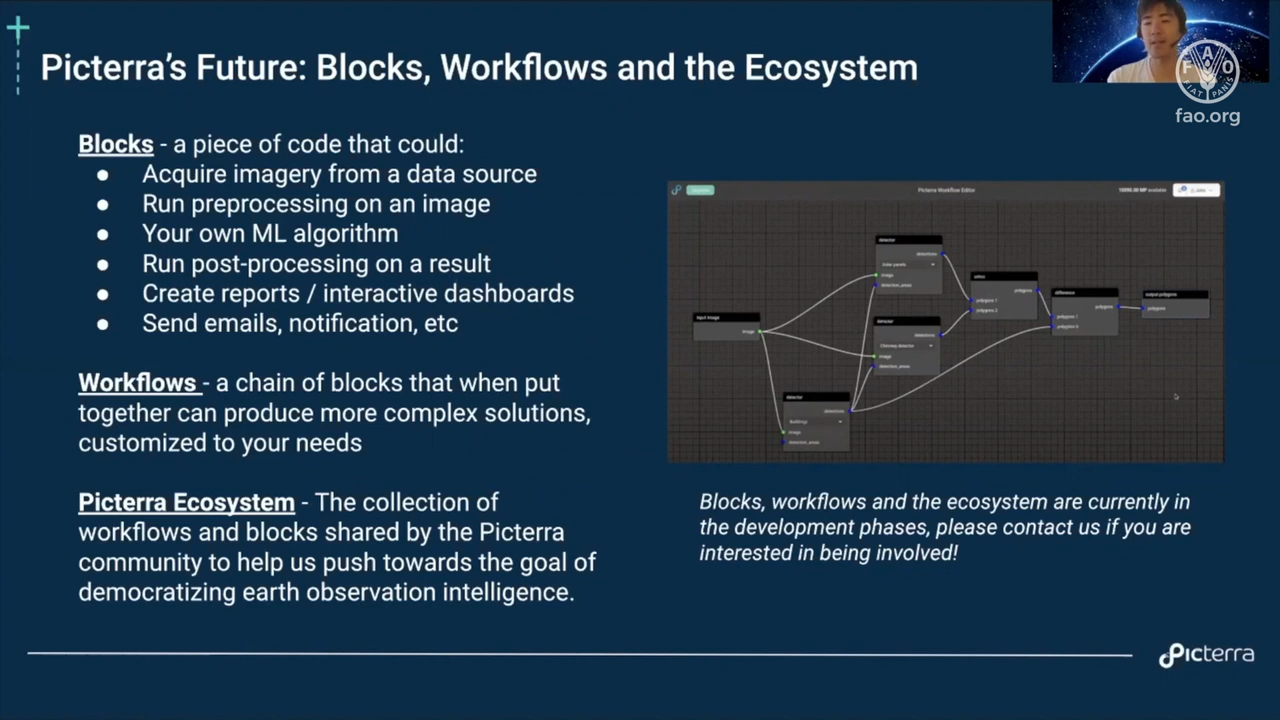 Picterra's Future: Blocks, Workflows and the Ecosystem
FAO
FIAT PANIS
fao.org
Blocks - a piece of code that could:
● Acquire imagery from a data source
● Run preprocessing on an image
● Your own ML algorithm
● Run post-processing on a result
● Create reports / interactive dashboards
● Send emails, notification, etc
Workflows - a chain of blocks that when put
together can produce more complex solutions,
customized to your needs
Picterra Ecosystem - The collection of
workflows and blocks shared by the Picterra
community to help us push towards the goal of
democratizing earth observation intelligence.
Picterra Workflow Editor
input image
image
detector
detections
image
detection_areas
detector
detections
Chimney detector
image
detection_areas
detector
detections
Buildings
image
detection_areas
union
polygons
polygons 1
polygons 2
difference
polygons
output polygons
polygons
Blocks, workflows and the ecosystem are currently in
the development phases, please contact us if you are
interested in being involved!
Picterra